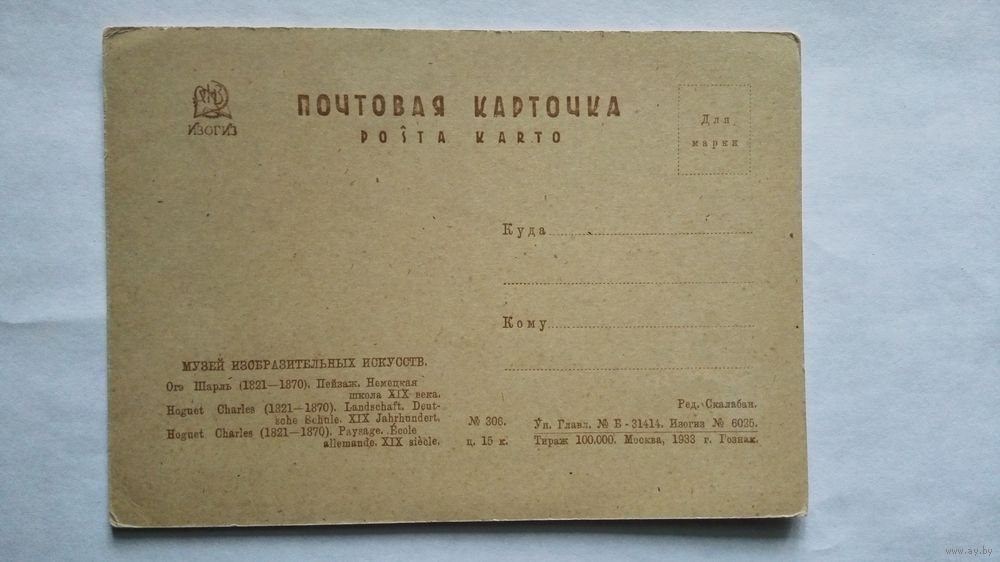 ИЗОГИЗ
ПОЧТОВАЯ КАРТОЧКА
POŜTA KARTO
Для
марки
Куда
Кому
МУЗЕЙ ИЗОБРАЗИТЕЛЬНЫХ ИСКУССТВ.
Огэ Шарль (1821—1870). Пейзаж. Немецкая
школа XIX века.
Hoguet Charles (1821—1870). Landschaft. Deut-
sche Schule. XIX Jahrhundert.
Hoguet Charles (1821—1870). Paysage. École
allemande. XIX siècle.
№ 306.
ц. 15 к.
Ред. Скалабан.
Уп. Главл. № Б - 31414. Изогиз № 6025.
Тираж 100.000. Москва, 1933 г. Гознак.
www.ay.by